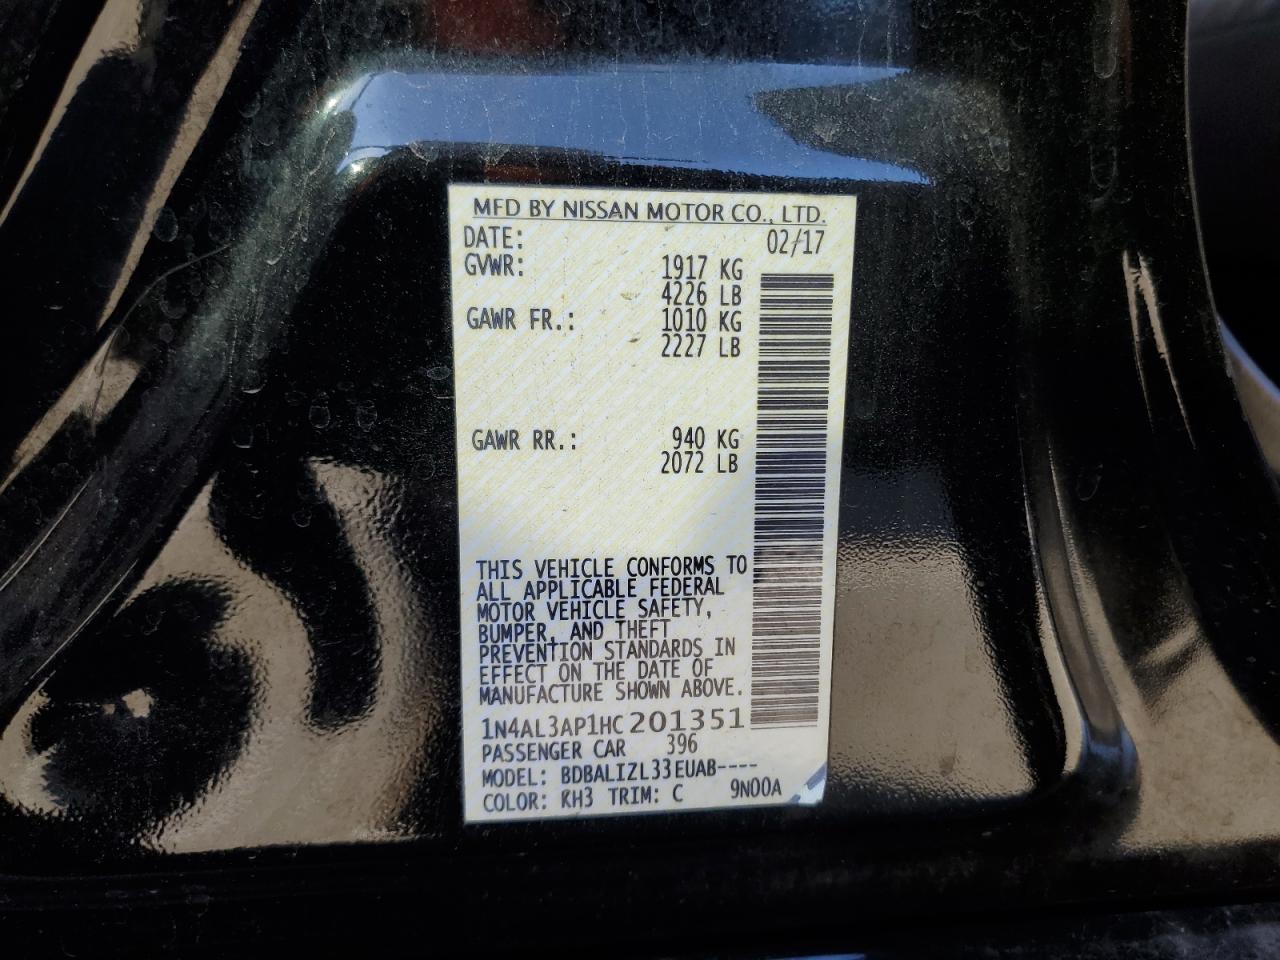 MFD BY NISSAN MOTOR CO., LTD.
DATE: 02/17
GVWR: 1917 KG
4226 LB
GAWR FR.: 1010 KG
2227 LB
GAWR RR.: 940 KG
2072 LB
THIS VEHICLE CONFORMS TO
ALL APPLICABLE FEDERAL
MOTOR VEHICLE SAFETY,
BUMPER, AND THEFT
PREVENTION STANDARDS IN
EFFECT ON THE DATE OF
MANUFACTURE SHOWN ABOVE.
1N4AL3AP1HC201351
PASSENGER CAR 396
MODEL: BDBALIZL33EUAB----
COLOR: KH3 TRIM: C 9N00A